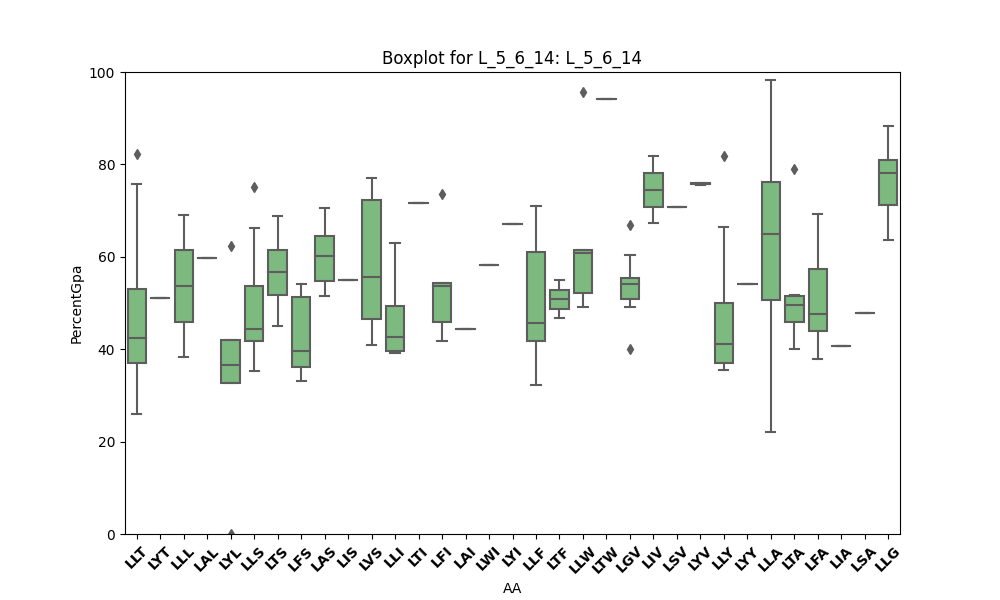 Boxplot for L_5_6_14: L_5_6_14
100
80
60
40
20
0
PercentGpa
LLT LYT LLL LAL LYL LLS LTS LFS LAS LIS LVS LLI LTI LFI LAI LWI LYI LLF LTF LLW LTW LGV LIV LSV LYV LLY LYY LLA LTA LFA LIA LSA LLG
AA